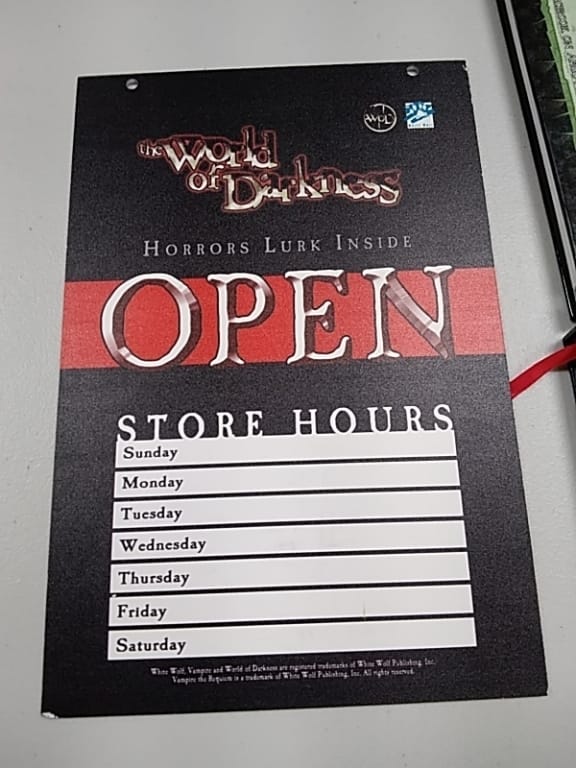 the World
of Darkness
HORRORS LURK INSIDE
OPEN
STORE HOURS
Sunday
Monday
Tuesday
Wednesday
Thursday
Friday
Saturday
White Wolf, Vampire and World of Darkness are registered trademarks of White Wolf Publishing, Inc.
Vampire the Requiem is a trademark of White Wolf Publishing, Inc. All rights reserved.